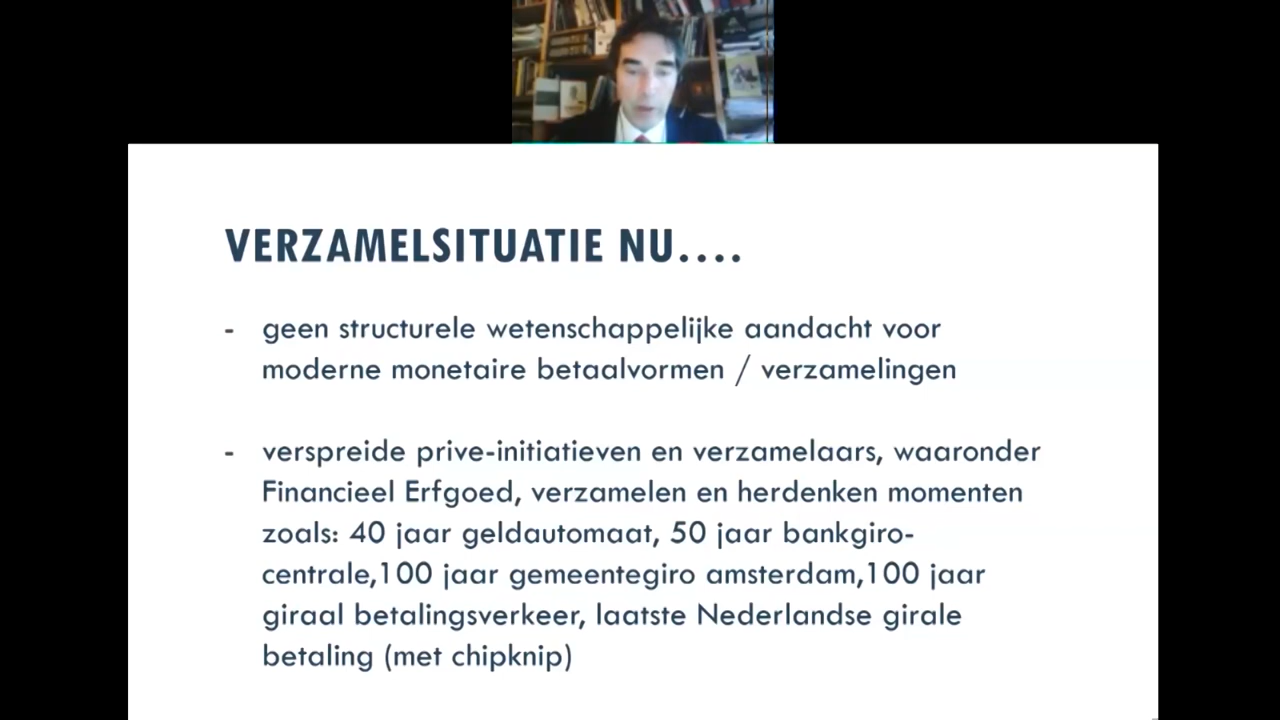 VERZAMELSITUATIE NU....
- geen structurele wetenschappelijke aandacht voor
moderne monetaire betaalvormen / verzamelingen
- verspreide prive-initiatieven en verzamelaars, waaronder
Financieel Erfgoed, verzamelen en herdenken momenten
zoals: 40 jaar geldautomaat, 50 jaar bankgiro-
centrale,100 jaar gemeentegiro amsterdam,100 jaar
giraal betalingsverkeer, laatste Nederlandse girale
betaling (met chipknip)